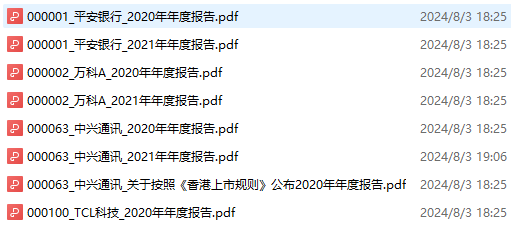 000001_平安银行_2020年年度报告.pdf 2024/8/3 18:25
000001_平安银行_2021年年度报告.pdf 2024/8/3 18:25
000002_万科A_2020年年度报告.pdf 2024/8/3 18:25
000002_万科A_2021年年度报告.pdf 2024/8/3 18:25
000063_中兴通讯_2020年年度报告.pdf 2024/8/3 18:25
000063_中兴通讯_2021年年度报告.pdf 2024/8/3 19:06
000063_中兴通讯_关于按照《香港上市规则》公布2020年年度报告.pdf 2024/8/3 18:25
000100_TCL科技_2020年年度报告.pdf 2024/8/3 18:25